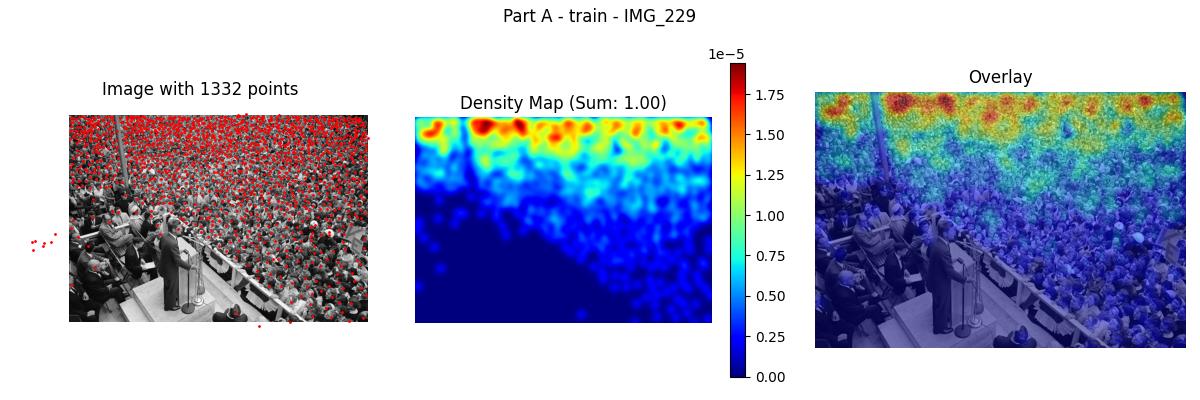 Part A - train - IMG_229
Image with 1332 points
Density Map (Sum: 1.00)
1e−5
1.75
1.50
1.25
1.00
0.75
0.50
0.25
0.00
Overlay